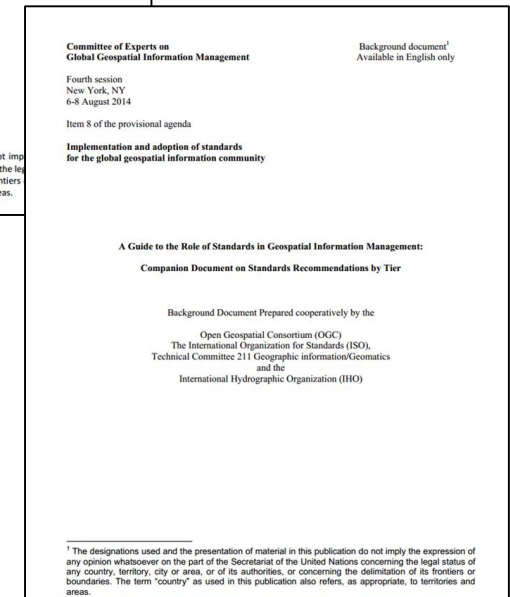 ot imp
the leg
ntiers
eas.
Committee of Experts on
Global Geospatial Information Management
Background document¹
Available in English only
Fourth session
New York, NY
6-8 August 2014
Item 8 of the provisional agenda
Implementation and adoption of standards
for the global geospatial information community
A Guide to the Role of Standards in Geospatial Information Management:
Companion Document on Standards Recommendations by Tier
Background Document Prepared cooperatively by the
Open Geospatial Consortium (OGC)
The International Organization for Standards (ISO),
Technical Committee 211 Geographic information/Geomatics
and the
International Hydrographic Organization (IHO)
¹ The designations used and the presentation of material in this publication do not imply the expression of
any opinion whatsoever on the part of the Secretariat of the United Nations concerning the legal status of
any country, territory, city or area, or of its authorities, or concerning the delimitation of its frontiers or
boundaries. The term "country" as used in this publication also refers, as appropriate, to territories and
areas.